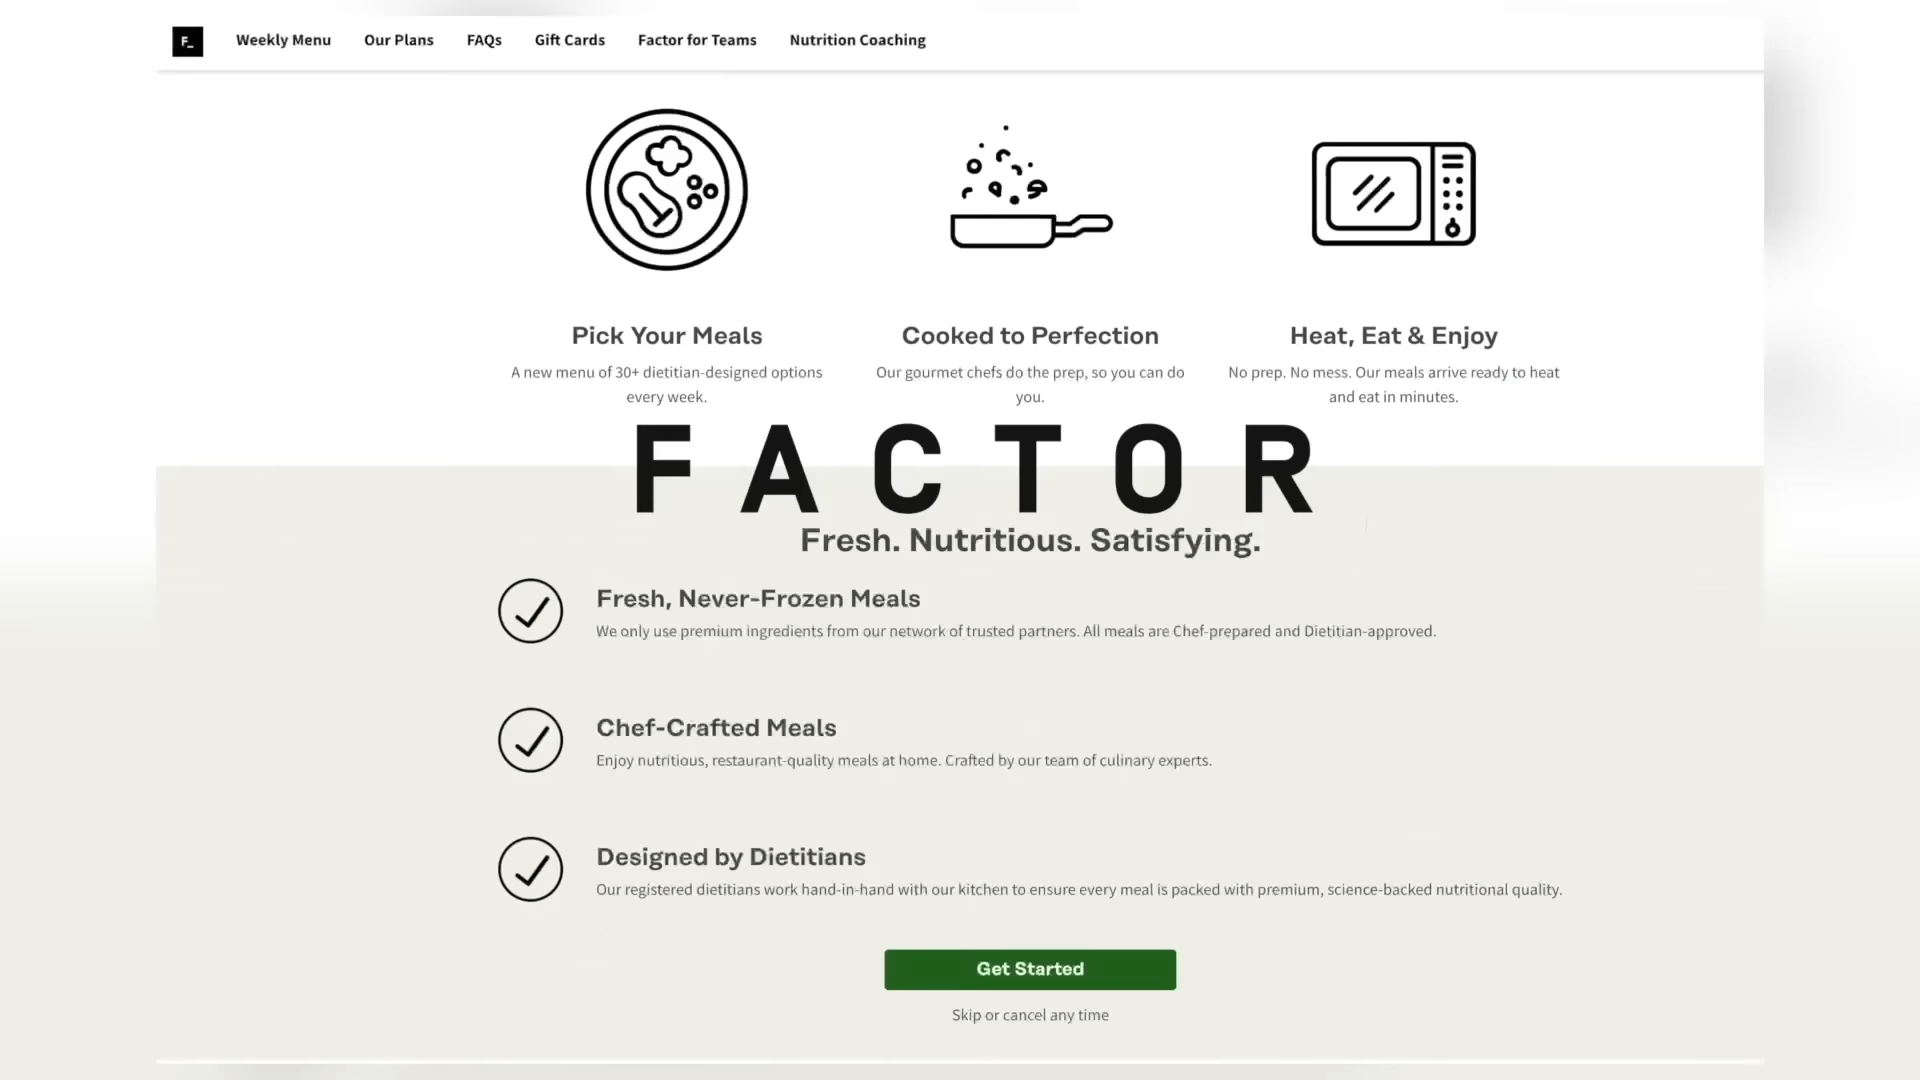 F_
Weekly Menu
Our Plans
FAQs
Gift Cards
Factor for Teams
Nutrition Coaching
Pick Your Meals
A new menu of 30+ dietitian-designed options
every week.
Cooked to Perfection
Our gourmet chefs do the prep, so you can do
you.
Heat, Eat & Enjoy
No prep. No mess. Our meals arrive ready to heat
and eat in minutes.
FACTOR
Fresh. Nutritious. Satisfying.
Fresh, Never-Frozen Meals
We only use premium ingredients from our network of trusted partners. All meals are Chef-prepared and Dietitian-approved.
Chef-Crafted Meals
Enjoy nutritious, restaurant-quality meals at home. Crafted by our team of culinary experts.
Designed by Dietitians
Our registered dietitians work hand-in-hand with our kitchen to ensure every meal is packed with premium, science-backed nutritional quality.
Get Started
Skip or cancel any time